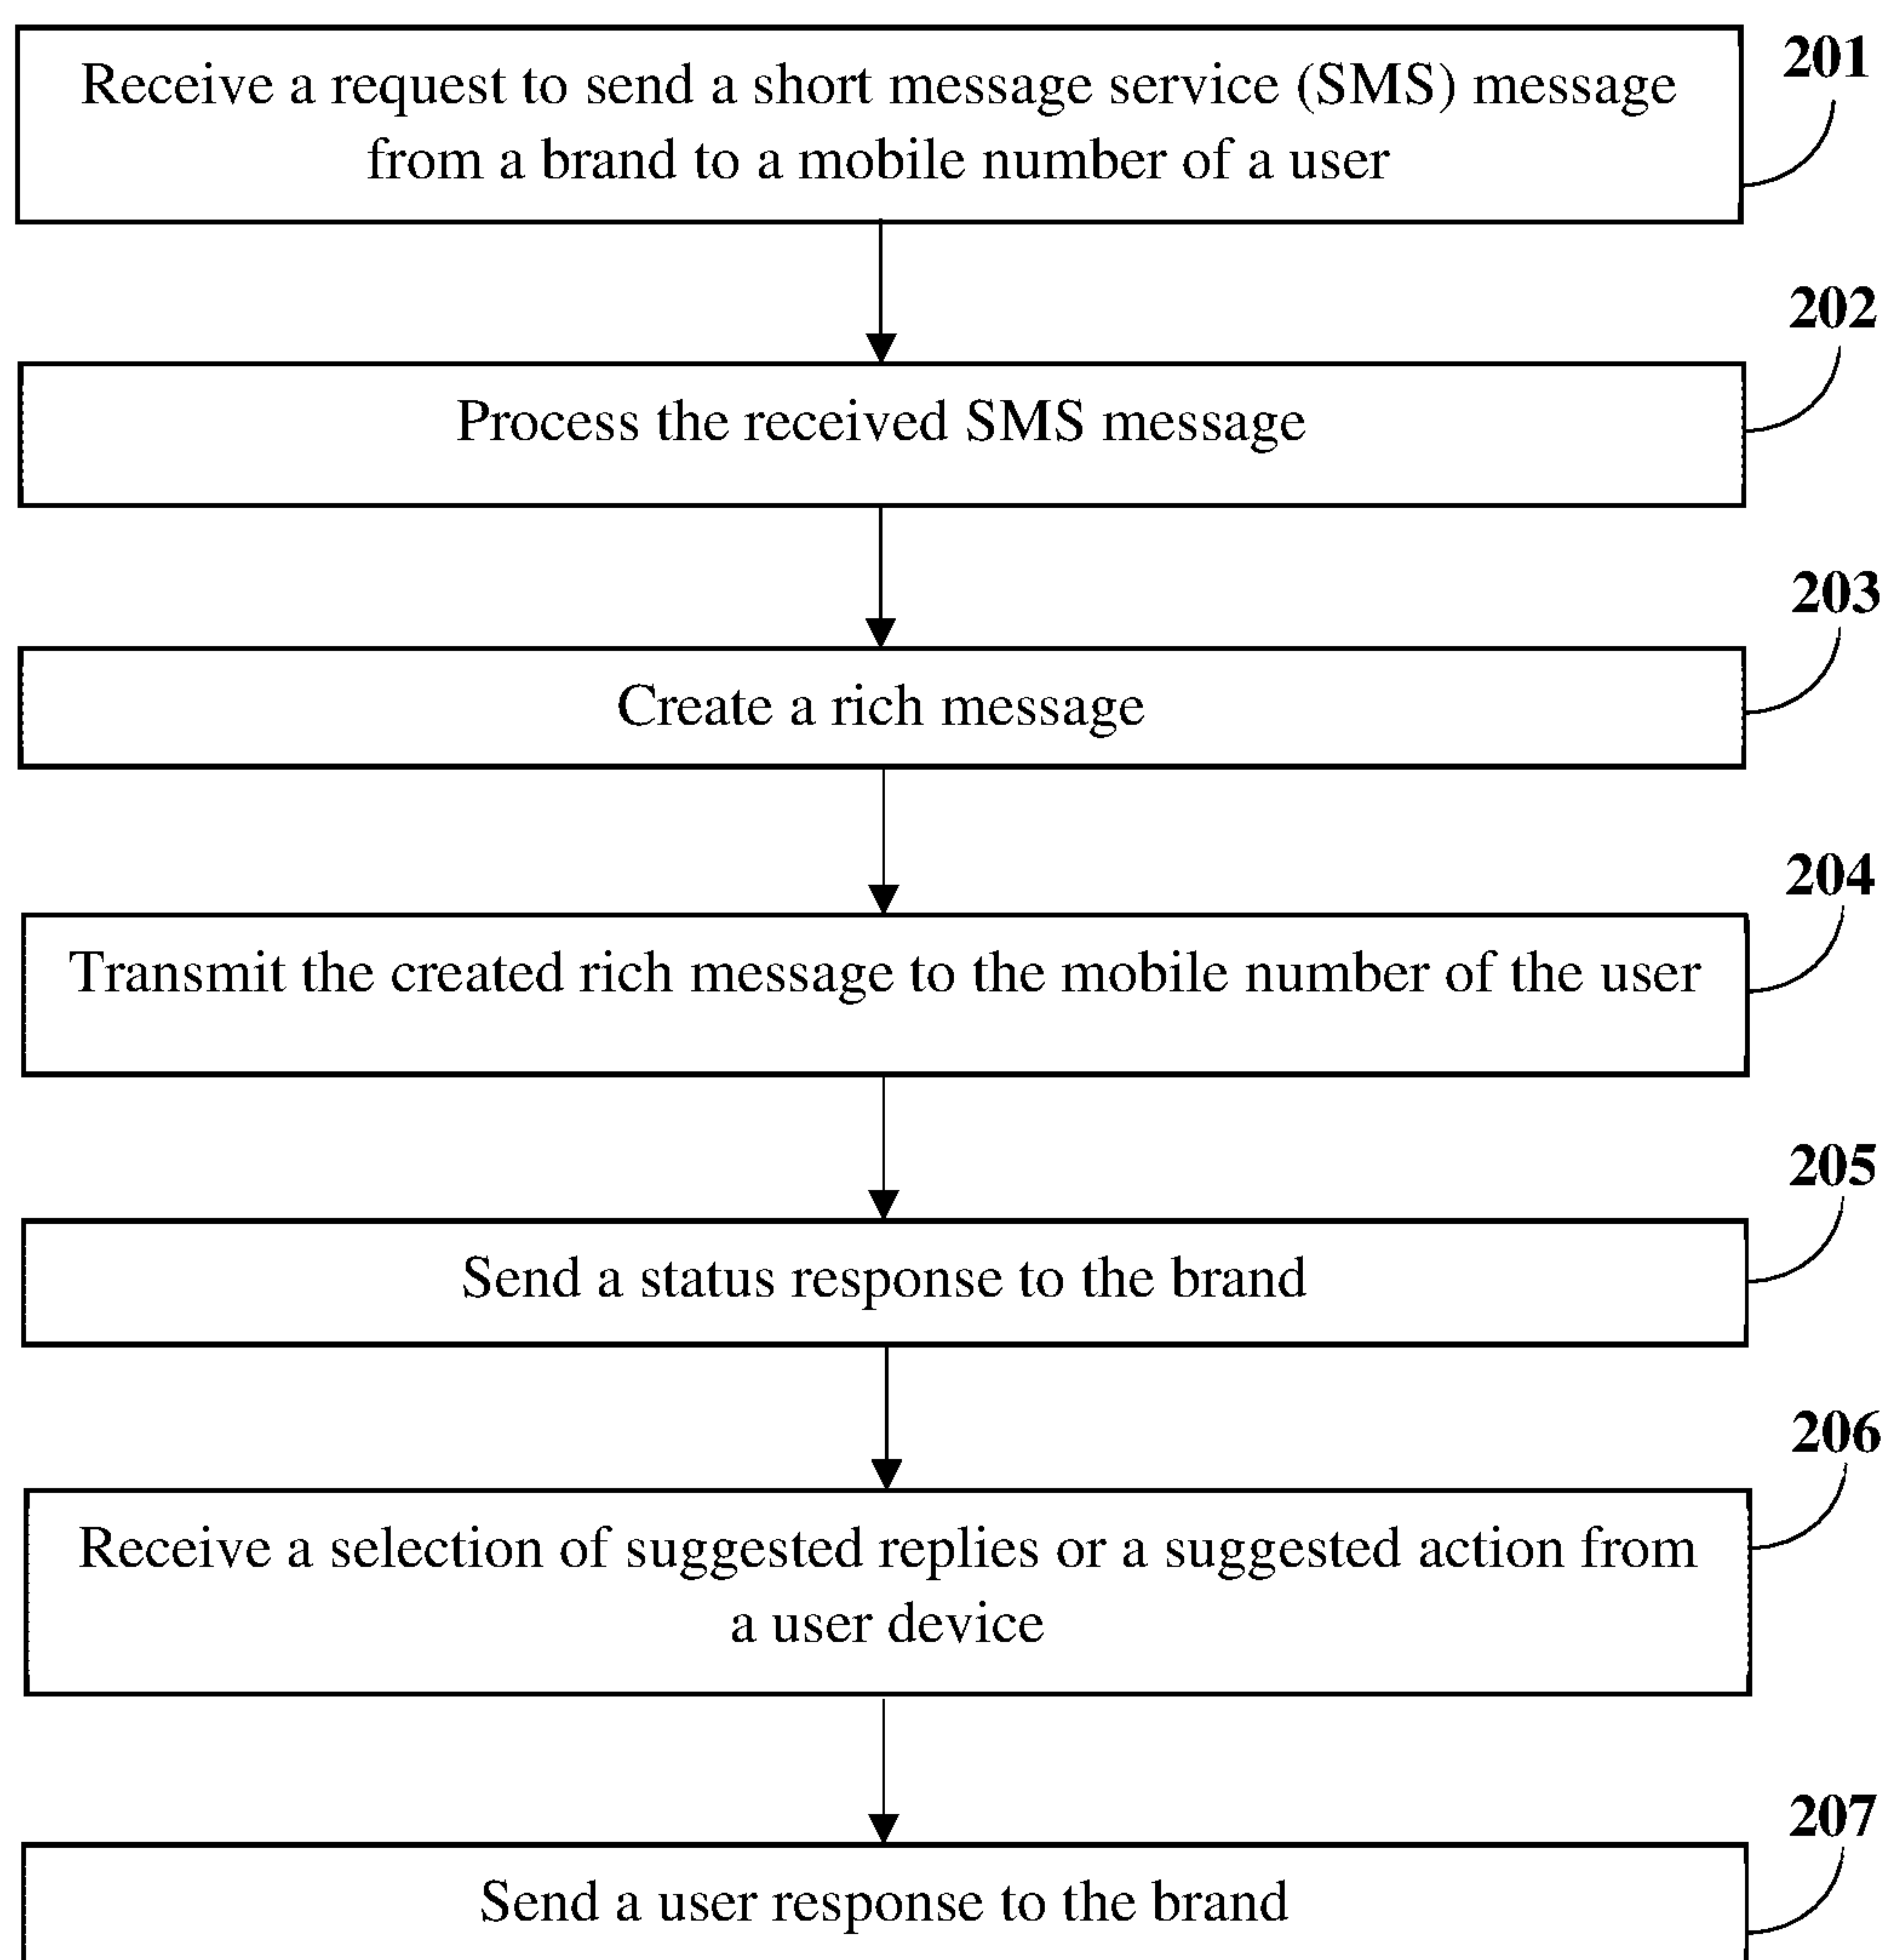 201
Receive a request to send a short message service (SMS) message
from a brand to a mobile number of a user
202
Process the received SMS message
203
Create a rich message
204
Transmit the created rich message to the mobile number of the user
205
Send a status response to the brand
206
Receive a selection of suggested replies or a suggested action from
a user device
207
Send a user response to the brand